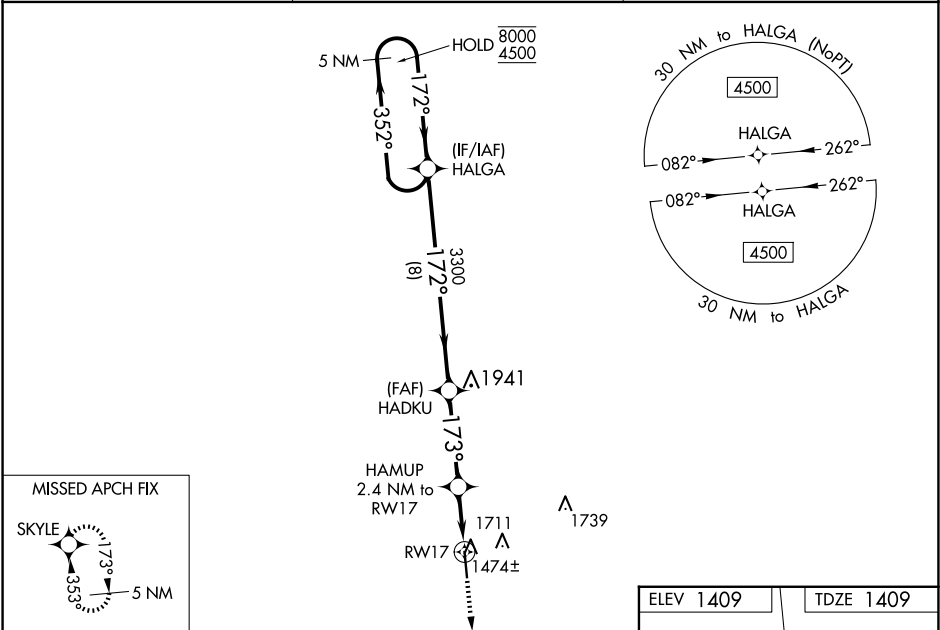 5 NM
HOLD 8000
4500
172°
352°
(IF/IAF)
HALGA
3300
172°
(8)
(FAF)
HADKU
1941
173°
HAMUP
2.4 NM to
RW17
1739
1711
RW17
1474±
30 NM to HALGA (NoPT)
4500
HALGA
082°
262°
082°
262°
HALGA
4500
30 NM to HALGA
MISSED APCH FIX
SKYLE
173°
353°
5 NM
ELEV 1409
TDZE 1409